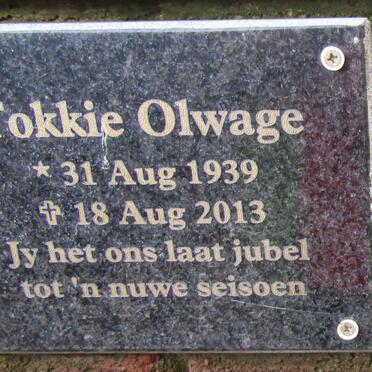 Tokkie Olwage
* 31 Aug 1939
✞ 18 Aug 2013
Jy het ons laat jubel
tot 'n nuwe seisoen